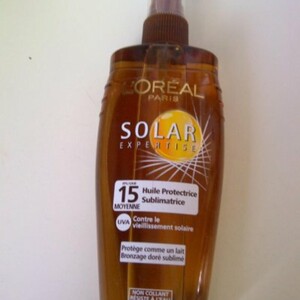 L'ORÉAL
PARIS
SOLAR
EXPERTISE
15
MOYENNE
Huile Protectrice
Sublimatrice
UVA
Contre le
vieillissement solaire
Protège comme un lait
Bronzage doré sublimé
NON COLLANT